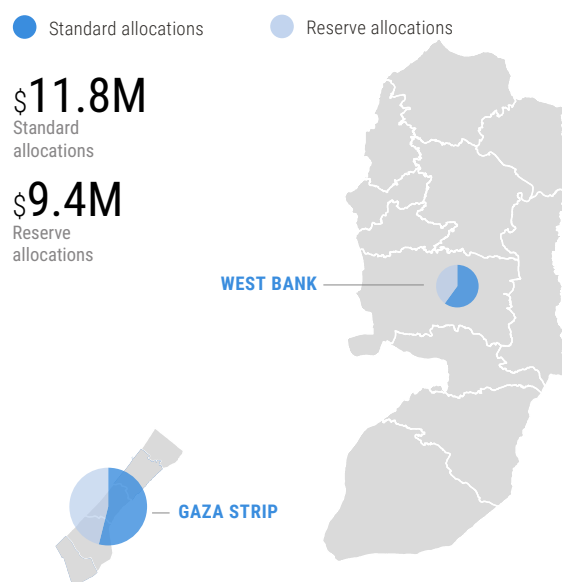 Standard allocations
Reserve allocations
$11.8M
Standard
allocations
$9.4M
Reserve
allocations
WEST BANK
GAZA STRIP